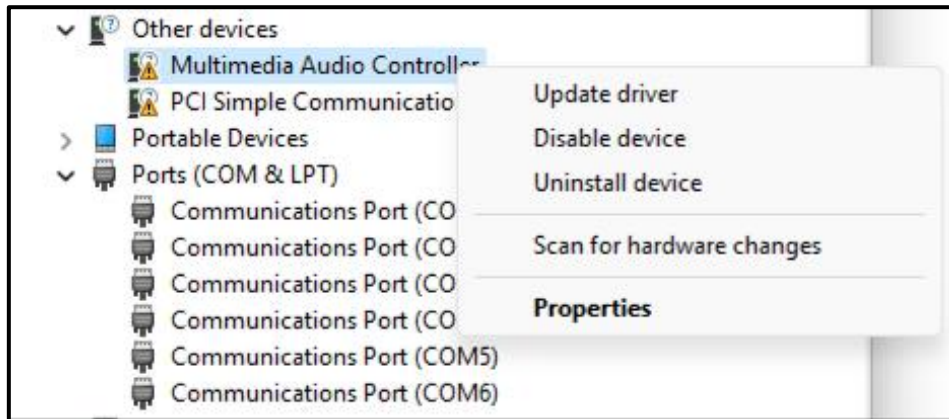 Other devices
Multimedia Audio Controller
PCI Simple Communicatio
Portable Devices
Ports (COM & LPT)
Communications Port (CO
Communications Port (CO
Communications Port (CO
Communications Port (CO
Communications Port (COM5)
Communications Port (COM6)
Update driver
Disable device
Uninstall device
Scan for hardware changes
Properties